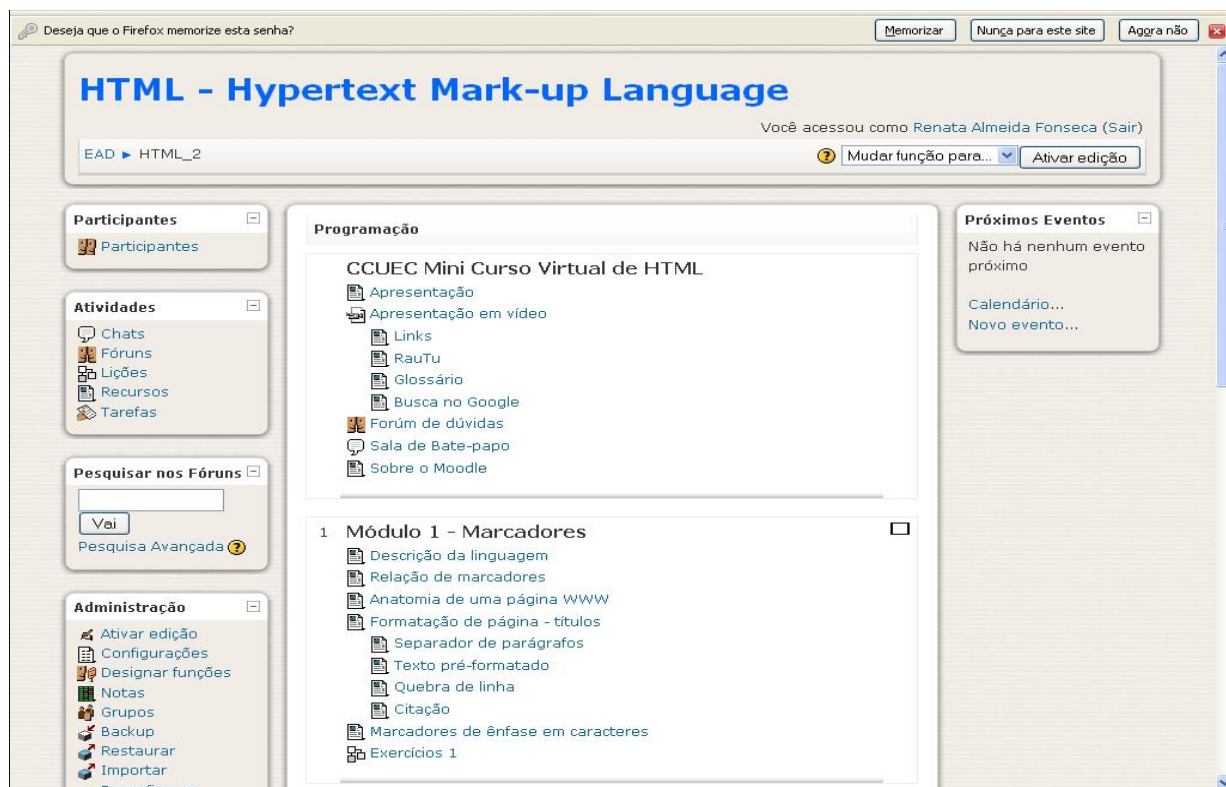 Deseja que o Firefox memorize esta senha?
Memorizar
Nunca para este site
Agora não
HTML - Hypertext Mark-up Language
Você acessou como Renata Almeida Fonseca (Sair)
EAD ► HTML_2
Mudar função para...
Ativar edição
Participantes
Participantes
Atividades
Chats
Fóruns
Lições
Recursos
Tarefas
Pesquisar nos Fóruns
Vai
Pesquisa Avançada
Administração
Ativar edição
Configurações
Designar funções
Notas
Grupos
Backup
Restaurar
Importar
Programação
CCUEC Mini Curso Virtual de HTML
Apresentação
Apresentação em vídeo
Links
RauTu
Glossário
Busca no Google
Forúm de dúvidas
Sala de Bate-papo
Sobre o Moodle
1 Módulo 1 - Marcadores
Descrição da linguagem
Relação de marcadores
Anatomia de uma página WWW
Formatação de página - títulos
Separador de parágrafos
Texto pré-formatado
Quebra de linha
Citação
Marcadores de ênfase em caracteres
Exercícios 1
Próximos Eventos
Não há nenhum evento
próximo
Calendário...
Novo evento...